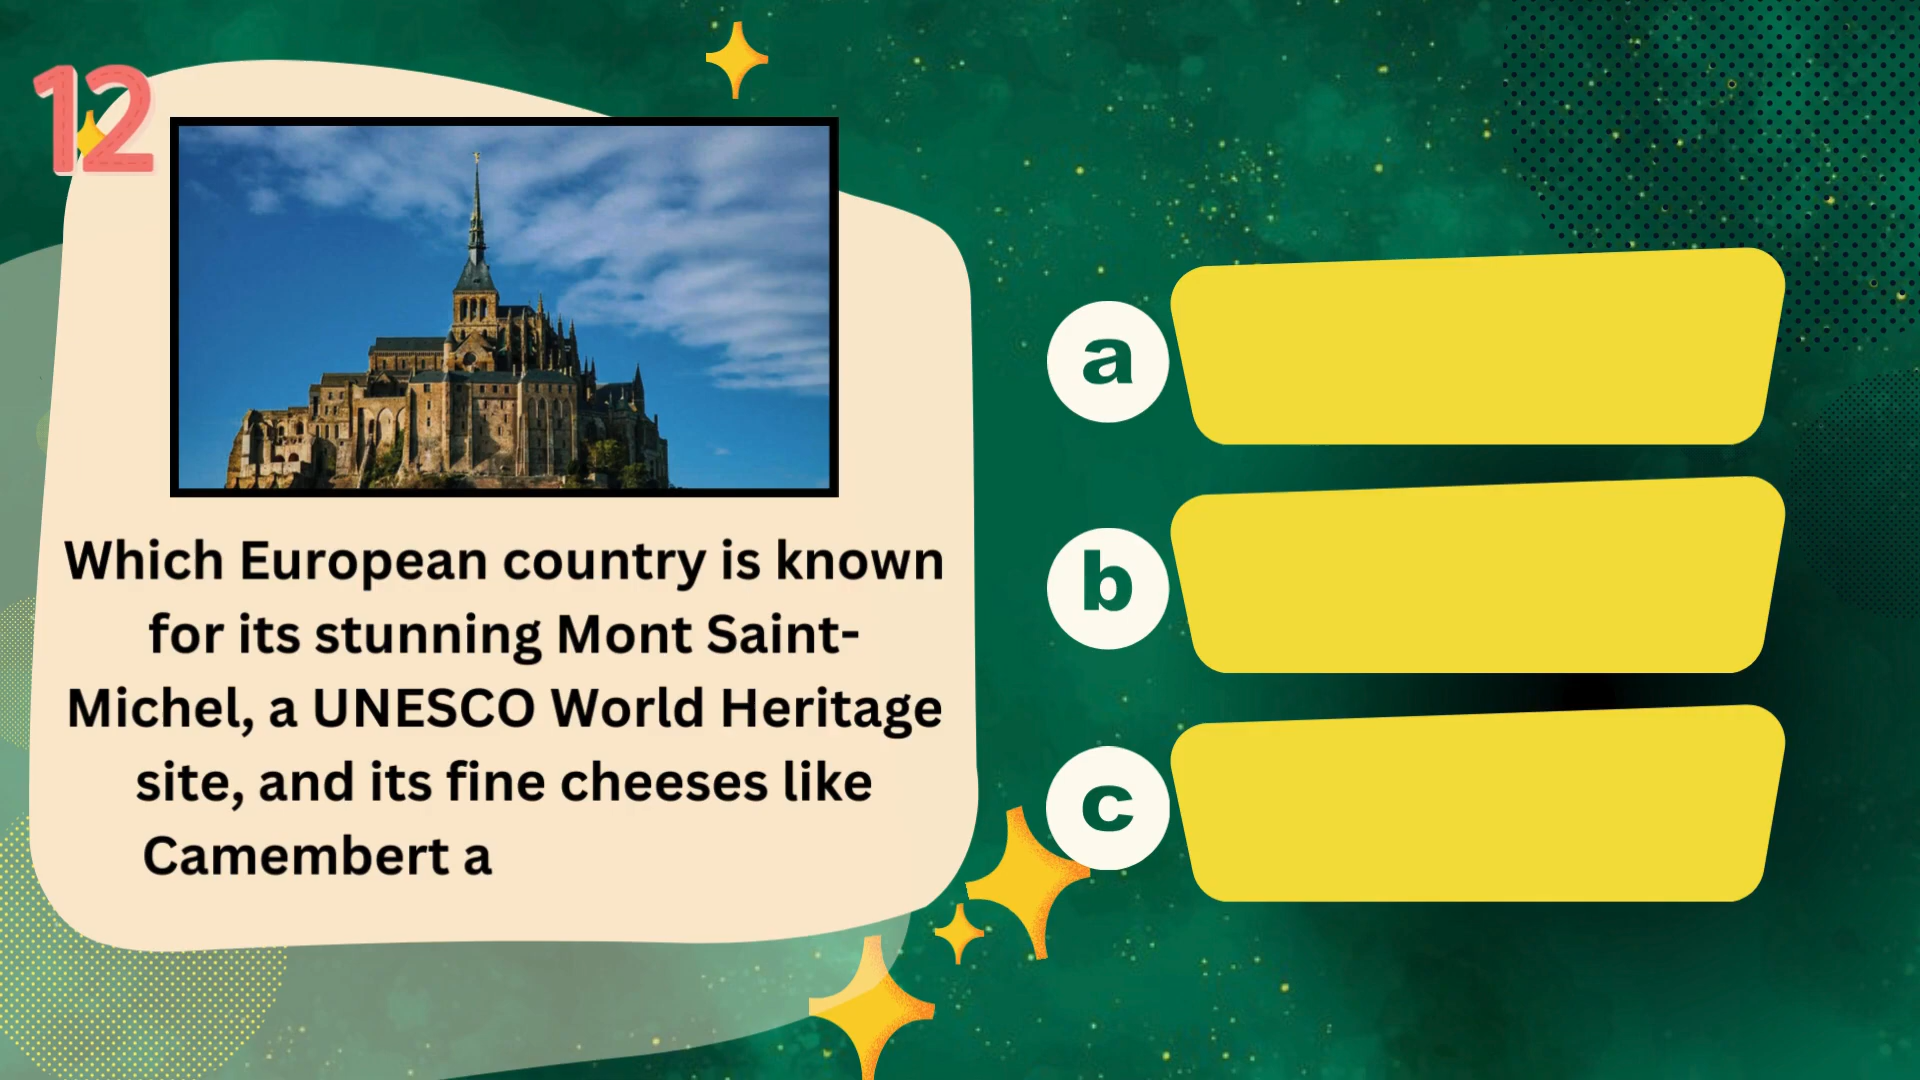 12
Which European country is known
for its stunning Mont Saint-
Michel, a UNESCO World Heritage
site, and its fine cheeses like
Camembert a
a
b
c